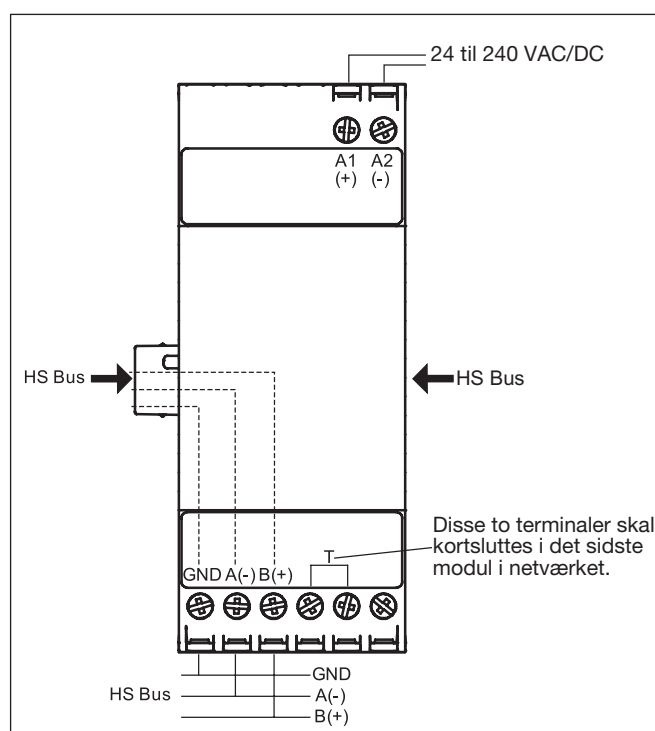 24 til 240 VAC/DC
A1 A2
(+) (-)
HS Bus
HS Bus
Disse to terminaler skal
kortsluttes i det sidste
modul i netværket.
T
GND A(-) B(+)
GND
HS Bus
A(-)
B(+)